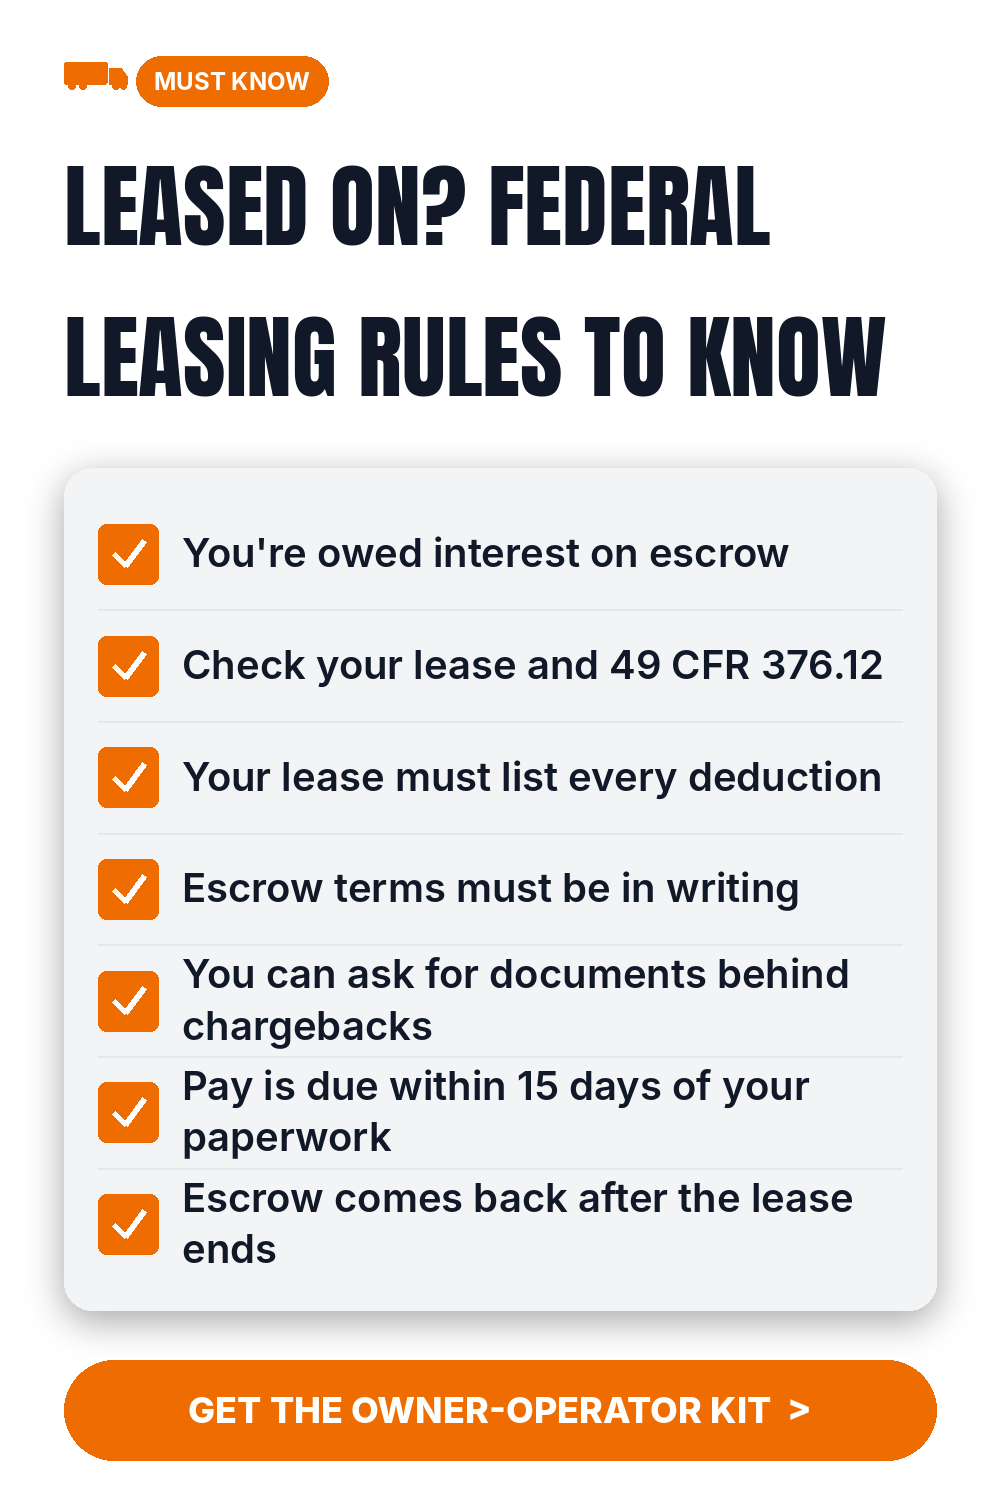 MUST KNOW
LEASED ON? FEDERAL
LEASING RULES TO KNOW
You're owed interest on escrow
Check your lease and 49 CFR 376.12
Your lease must list every deduction
Escrow terms must be in writing
You can ask for documents behind
chargebacks
Pay is due within 15 days of your
paperwork
Escrow comes back after the lease
ends
GET THE OWNER-OPERATOR KIT >